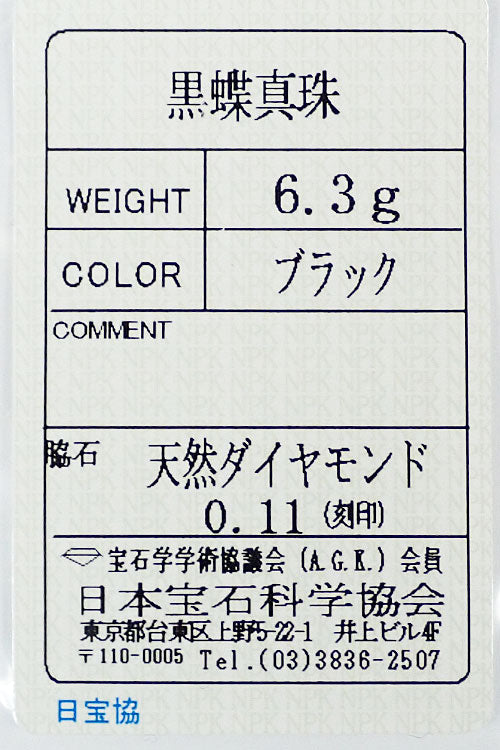 黒蝶真珠
WEIGHT 6.3g
COLOR ブラック
COMMENT
脇石 天然ダイヤモンド
0.11 (刻印)
宝石学学術協議会 (A.G.K.) 会員
日本宝石科学協会
東京都台東区上野5-22-1 井上ビル4F
〒110-0005 Tel.(03)3836-2507
日宝協